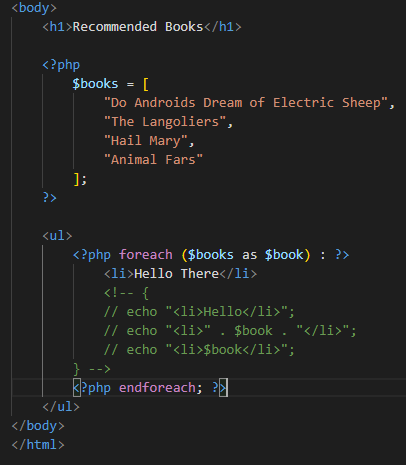 <body>
<h1>Recommended Books</h1>
<?php
$books = [
"Do Androids Dream of Electric Sheep",
"The Langoliers",
"Hail Mary",
"Animal Fars"
];
?>
<ul>
<?php foreach ($books as $book) : ?>
<li>Hello There</li>
<!-- {
// echo "<li>Hello</li>";
// echo "<li>" . $book . "</li>";
// echo "<li>$book</li>";
} -->
<?php endforeach; ?>
</ul>
</body>
</html>